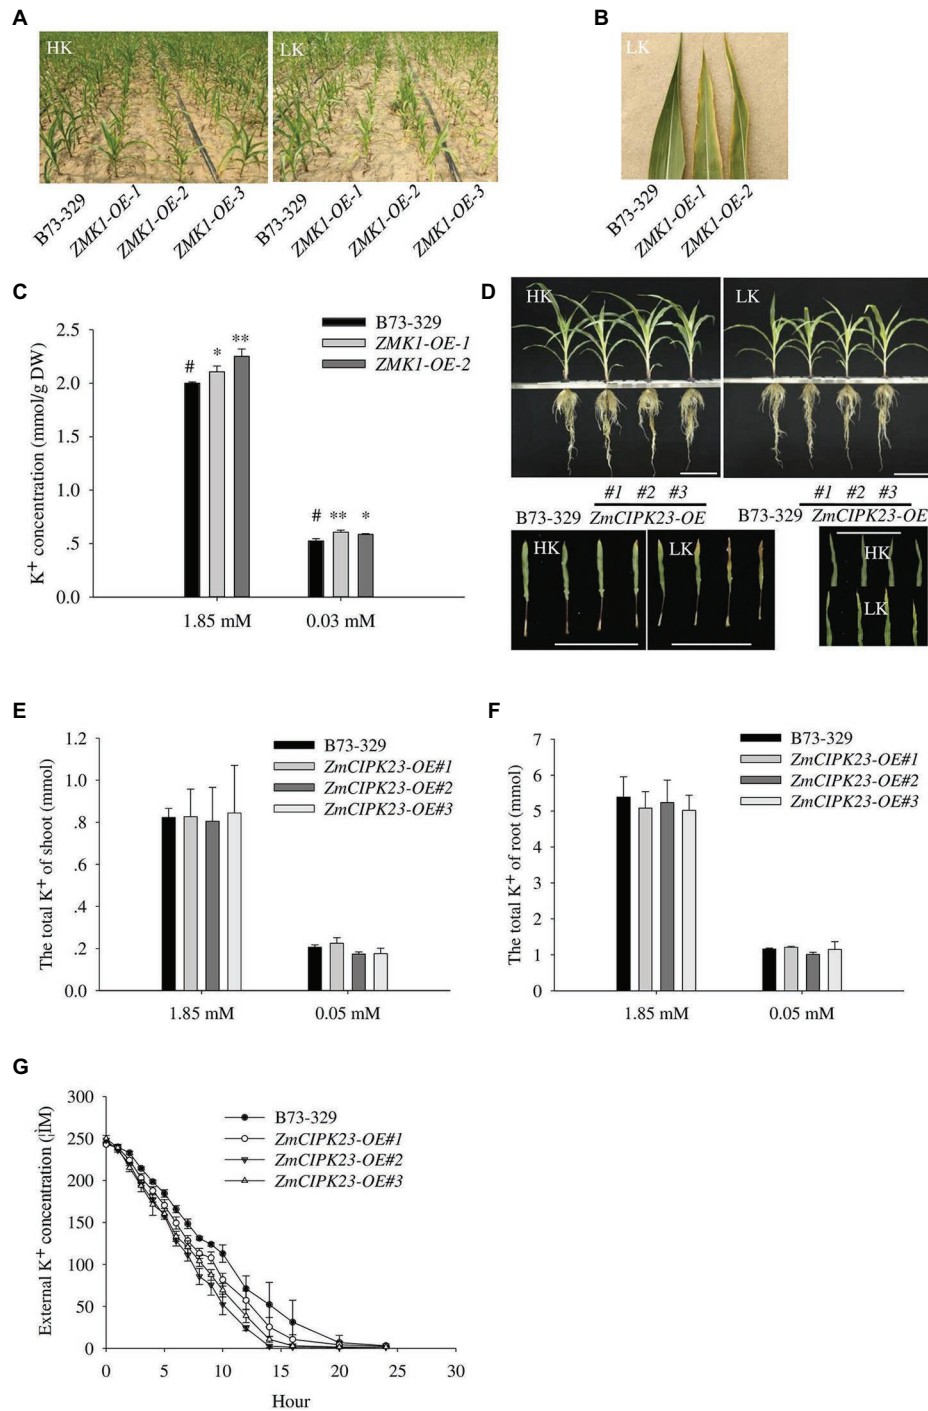 A
B
HK
LK
LK
B73-329
ZMK1-OE-1
ZMK1-OE-2
ZMK1-OE-3
B73-329
ZMK1-OE-1
ZMK1-OE-2
ZMK1-OE-3
B73-329
ZMK1-OE-1
ZMK1-OE-2
C
K+ concentration (mmol/g DW)
2.5
2.0
1.5
1.0
.5
0.0
# * **
# ** *
1.85 mM 0.03 mM
B73-329
ZMK1-OE-1
ZMK1-OE-2
D
HK
LK
#1 #2 #3
B73-329 ZmCIPK23-OE
#1 #2 #3
B73-329 ZmCIPK23-OE
HK
LK
HK
LK
E
The total K+ of shoot (mmol)
1.2
1.0
.8
.6
.4
.2
0.0
1.85 mM 0.05 mM
B73-329
ZmCIPK23-OE#1
ZmCIPK23-OE#2
ZmCIPK23-OE#3
F
The total K+ of root (mmol)
7
6
5
4
3
2
1
0
1.85 mM 0.05 mM
B73-329
ZmCIPK23-OE#1
ZmCIPK23-OE#2
ZmCIPK23-OE#3
G
External K+ concentration (¦ÌM)
300
250
200
150
100
50
0
0 5 10 15 20 25 30
Hour
B73-329
ZmCIPK23-OE#1
ZmCIPK23-OE#2
ZmCIPK23-OE#3